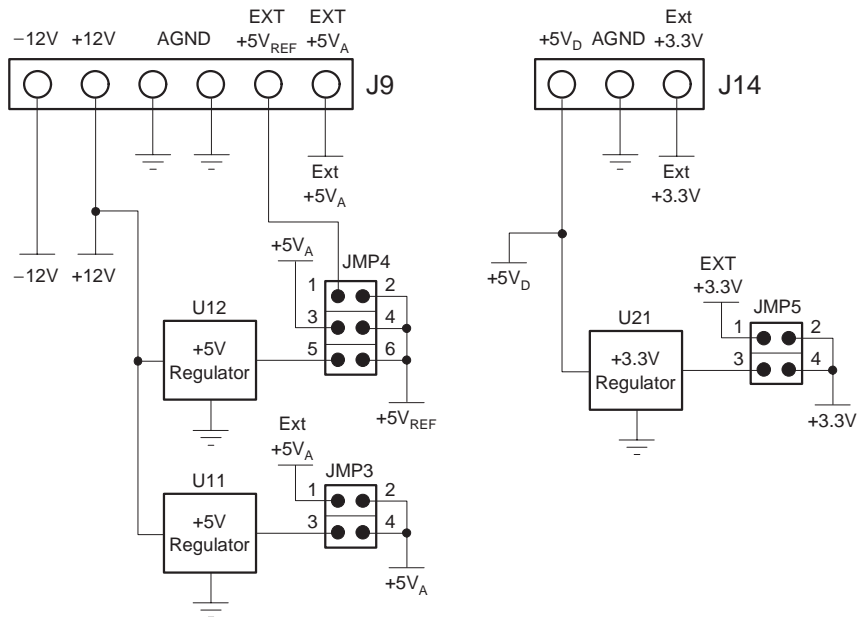 −12V +12V AGND EXT +5VREF EXT +5VA
J9
Ext +5VA
−12V +12V
+5VA
JMP4
1 2
3 4
5 6
U12
+5V
Regulator
+5VREF
Ext
+5VA
JMP3
1 2
3 4
U11
+5V
Regulator
+5VA
+5VD AGND Ext +3.3V
J14
Ext
+3.3V
+5VD
EXT
+3.3V
JMP5
1 2
3 4
U21
+3.3V
Regulator
+3.3V